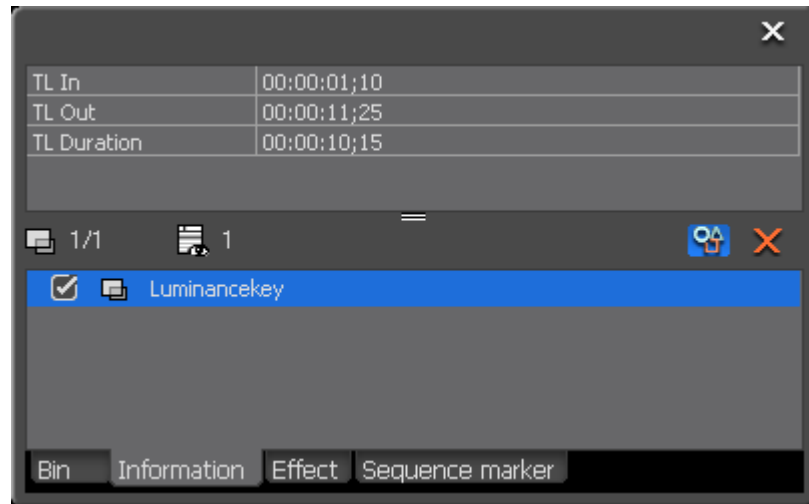 TL In 00:00:01;10
TL Out 00:00:11;25
TL Duration 00:00:10;15
1/1 1
Luminancekey
Bin Information Effect Sequence marker